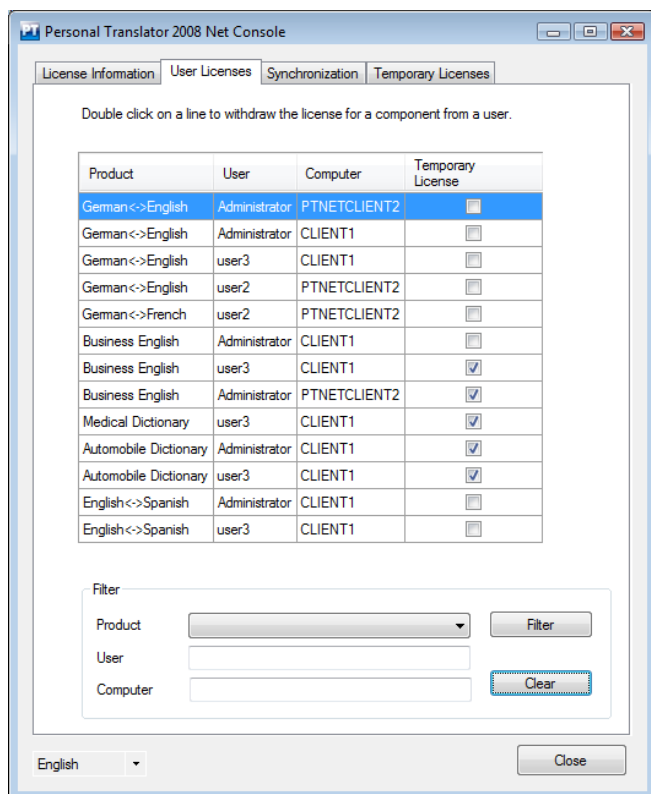 PT Personal Translator 2008 Net Console
License Information User Licenses Synchronization Temporary Licenses
Double click on a line to withdraw the license for a component from a user.
Product User Computer Temporary
License
German<->English Administrator PTNETCLIENT2
German<->English Administrator CLIENT1
German<->English user3 CLIENT1
German<->English user2 PTNETCLIENT2
German<->French user2 PTNETCLIENT2
Business English Administrator CLIENT1
Business English user3 CLIENT1
Business English Administrator PTNETCLIENT2
Medical Dictionary user3 CLIENT1
Automobile Dictionary Administrator CLIENT1
Automobile Dictionary user3 CLIENT1
English<->Spanish Administrator CLIENT1
English<->Spanish user3 CLIENT1
Filter
Product Filter
User
Computer Clear
English Close